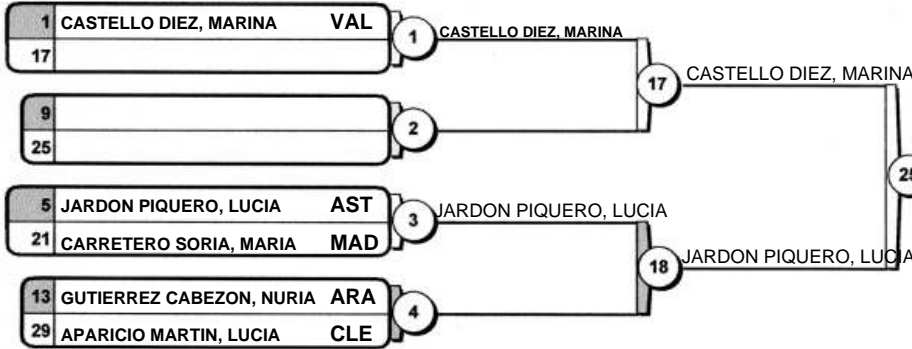 1 CASTELLO DIEZ, MARINA VAL
17
1
CASTELLO DIEZ, MARINA
17
CASTELLO DIEZ, MARINA
9
25
2
25
5 JARDON PIQUERO, LUCIA AST
21 CARRETERO SORIA, MARIA MAD
3
JARDON PIQUERO, LUCIA
18
JARDON PIQUERO, LUCIA
13 GUTIERREZ CABEZON, NURIA ARA
29 APARICIO MARTIN, LUCIA CLE
4